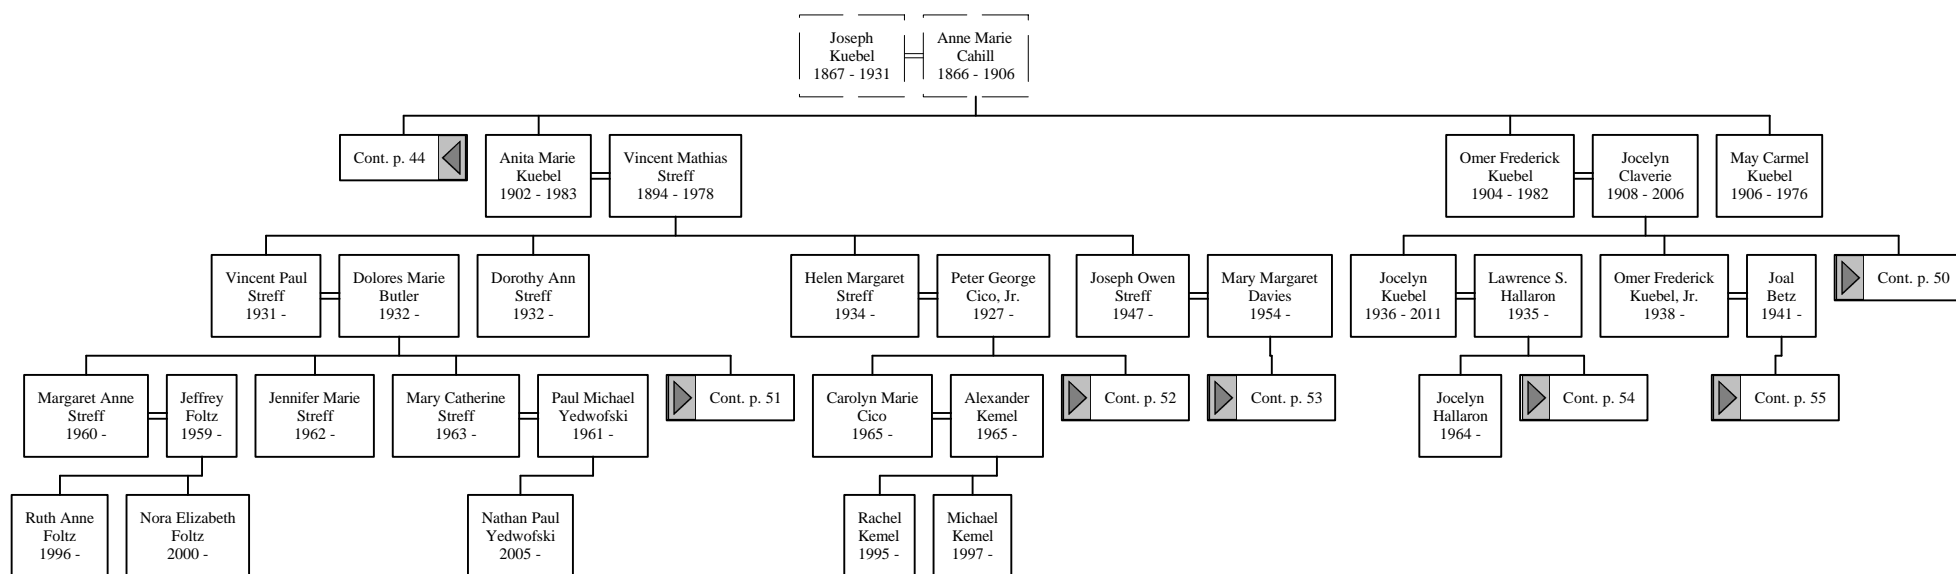 Joseph
Kuebel
1867 - 1931
Anne Marie
Cahill
1866 - 1906
Cont. p. 44
Anita Marie
Kuebel
1902 - 1983
Vincent Mathias
Streff
1894 - 1978
Omer Frederick
Kuebel
1904 - 1982
Jocelyn
Claverie
1908 - 2006
May Carmel
Kuebel
1906 - 1976
Vincent Paul
Streff
1931 -
Dolores Marie
Butler
1932 -
Dorothy Ann
Streff
1932 -
Helen Margaret
Streff
1934 -
Peter George
Cico, Jr.
1927 -
Joseph Owen
Streff
1947 -
Mary Margaret
Davies
1954 -
Jocelyn
Kuebel
1936 - 2011
Lawrence S.
Hallaron
1935 -
Omer Frederick
Kuebel, Jr.
1938 -
Joal
Betz
1941 -
Cont. p. 50
Margaret Anne
Streff
1960 -
Jeffrey
Foltz
1959 -
Jennifer Marie
Streff
1962 -
Mary Catherine
Streff
1963 -
Paul Michael
Yedwofski
1961 -
Cont. p. 51
Carolyn Marie
Cico
1965 -
Alexander
Kemel
1965 -
Cont. p. 52
Cont. p. 53
Jocelyn
Hallaron
1964 -
Cont. p. 54
Cont. p. 55
Ruth Anne
Foltz
1996 -
Nora Elizabeth
Foltz
2000 -
Nathan Paul
Yedwofski
2005 -
Rachel
Kemel
1995 -
Michael
Kemel
1997 -